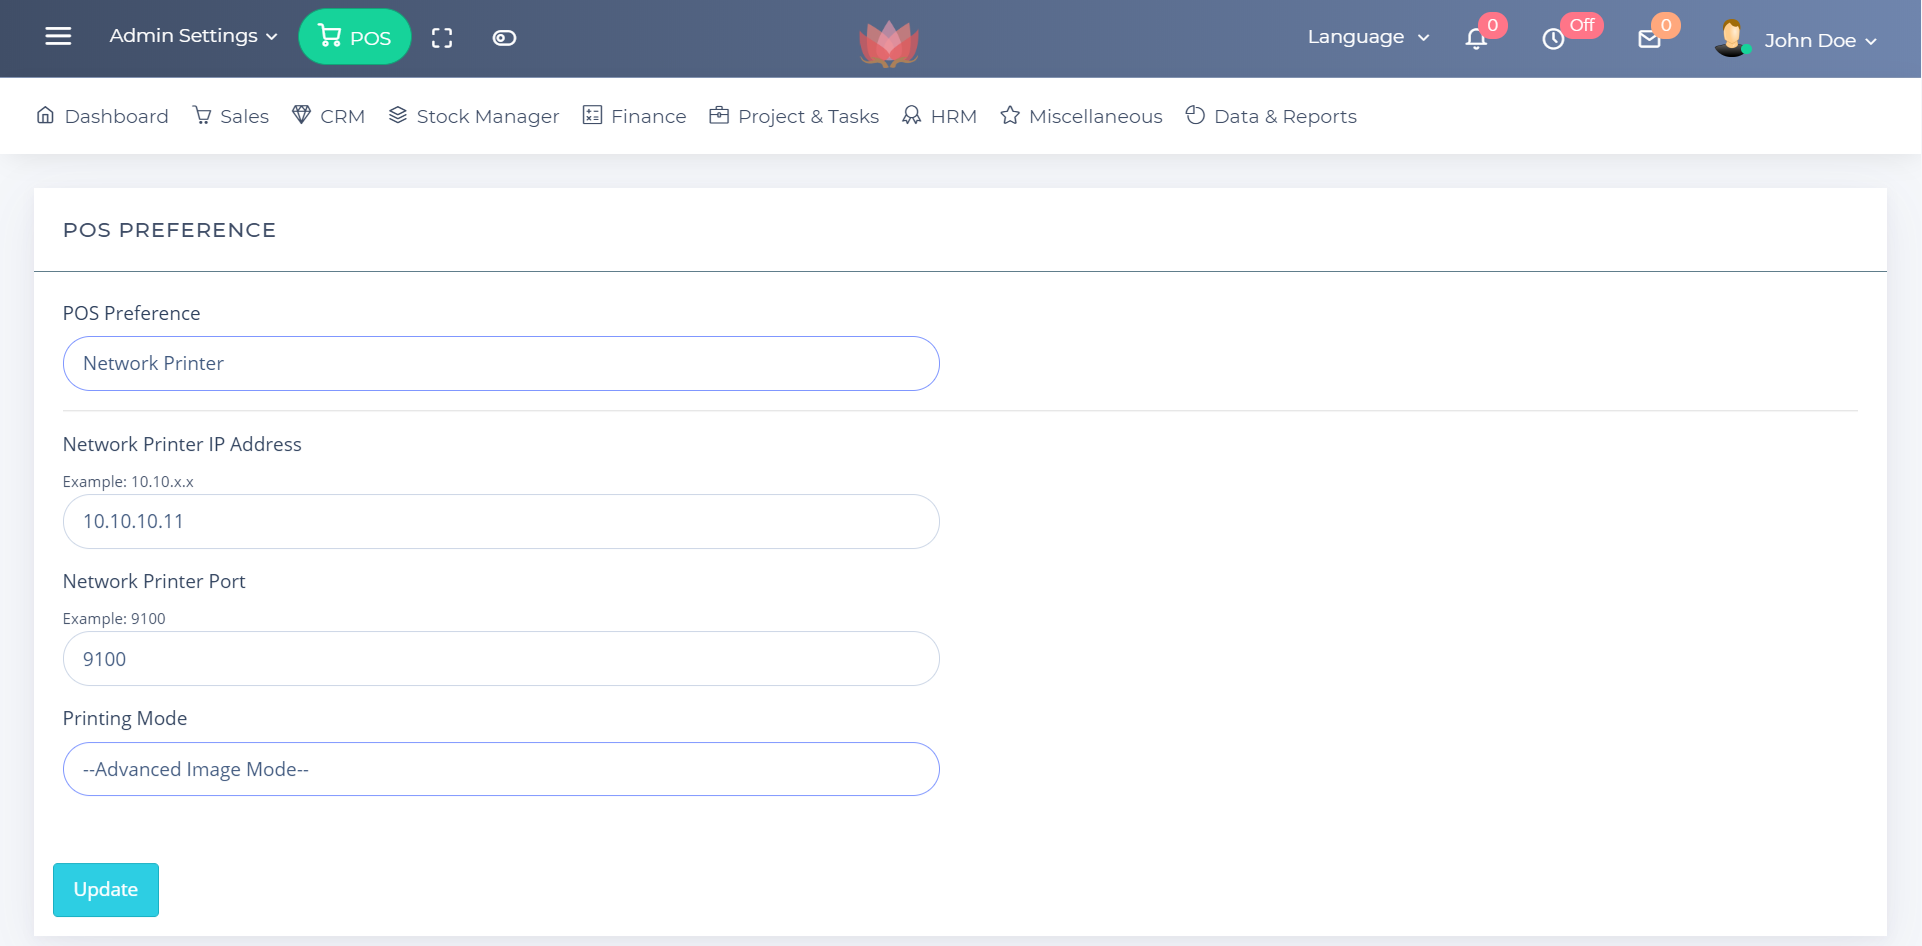 Admin Settings
POS
Language
0
Off
0
John Doe
Dashboard
Sales
CRM
Stock Manager
Finance
Project & Tasks
HRM
Miscellaneous
Data & Reports
POS PREFERENCE
POS Preference
Network Printer
Network Printer IP Address
Example: 10.10.x.x
10.10.10.11
Network Printer Port
Example: 9100
9100
Printing Mode
--Advanced Image Mode--
Update